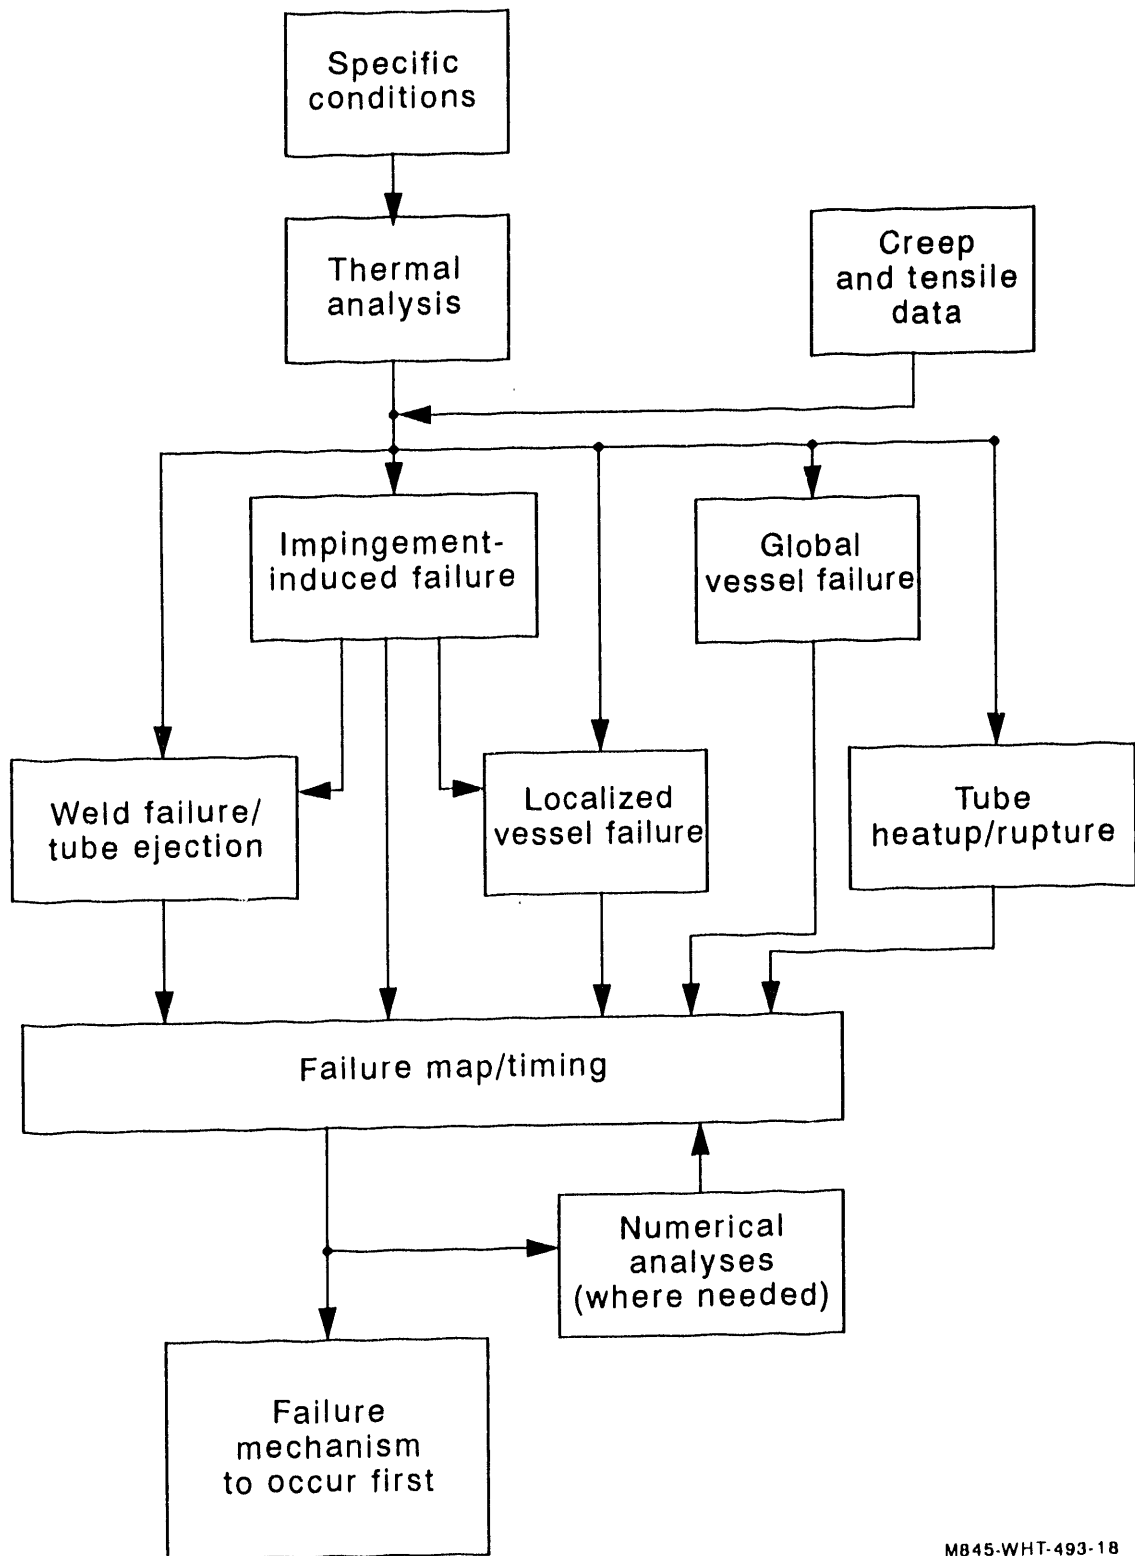 Specific
conditions
Thermal
analysis
Creep
and tensile
data
Impingement-
induced failure
Global
vessel failure
Weld failure/
tube ejection
Localized
vessel failure
Tube
heatup/rupture
Failure map/timing
Numerical
analyses
(where needed)
Failure
mechanism
to occur first
M845-WHT-493-18